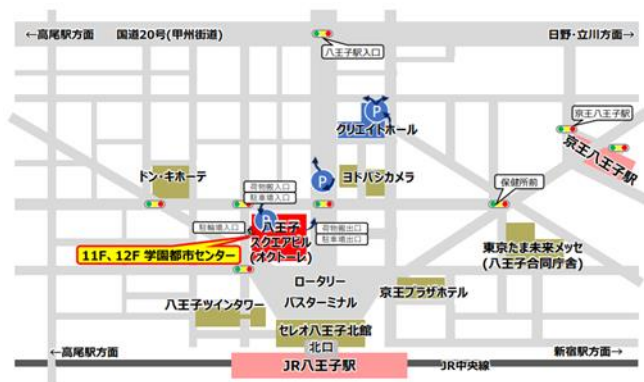 ←高尾駅方面
国道20号(甲州街道)
日野・立川方面→
八王子駅入口
京王八王子駅
P
クリエイトホール
京王八王子駅
ドン・キホーテ
P
ヨドバシカメラ
保健所前
荷物搬入口
駐車場入口
駐輪場入口
P
八王子
スクエアビル
(オクトーレ)
荷物搬出口
駐車場出口
11F、12F 学園都市センター
東京たま未来メッセ
(八王子合同庁舎)
ロータリー
バスターミナル
京王プラザホテル
八王子ツインタワー
セレオ八王子北館
北口
←高尾駅方面
新宿駅方面→
JR八王子駅
JR中央線